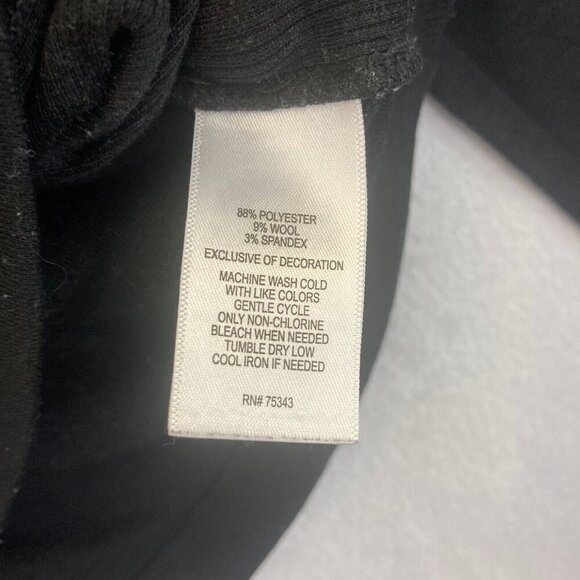 88% POLYESTER
9% WOOL
3% SPANDEX
EXCLUSIVE OF DECORATION
MACHINE WASH COLD
WITH LIKE COLORS
GENTLE CYCLE
ONLY NON-CHLORINE
BLEACH WHEN NEEDED
TUMBLE DRY LOW
COOL IRON IF NEEDED
RN# 75343